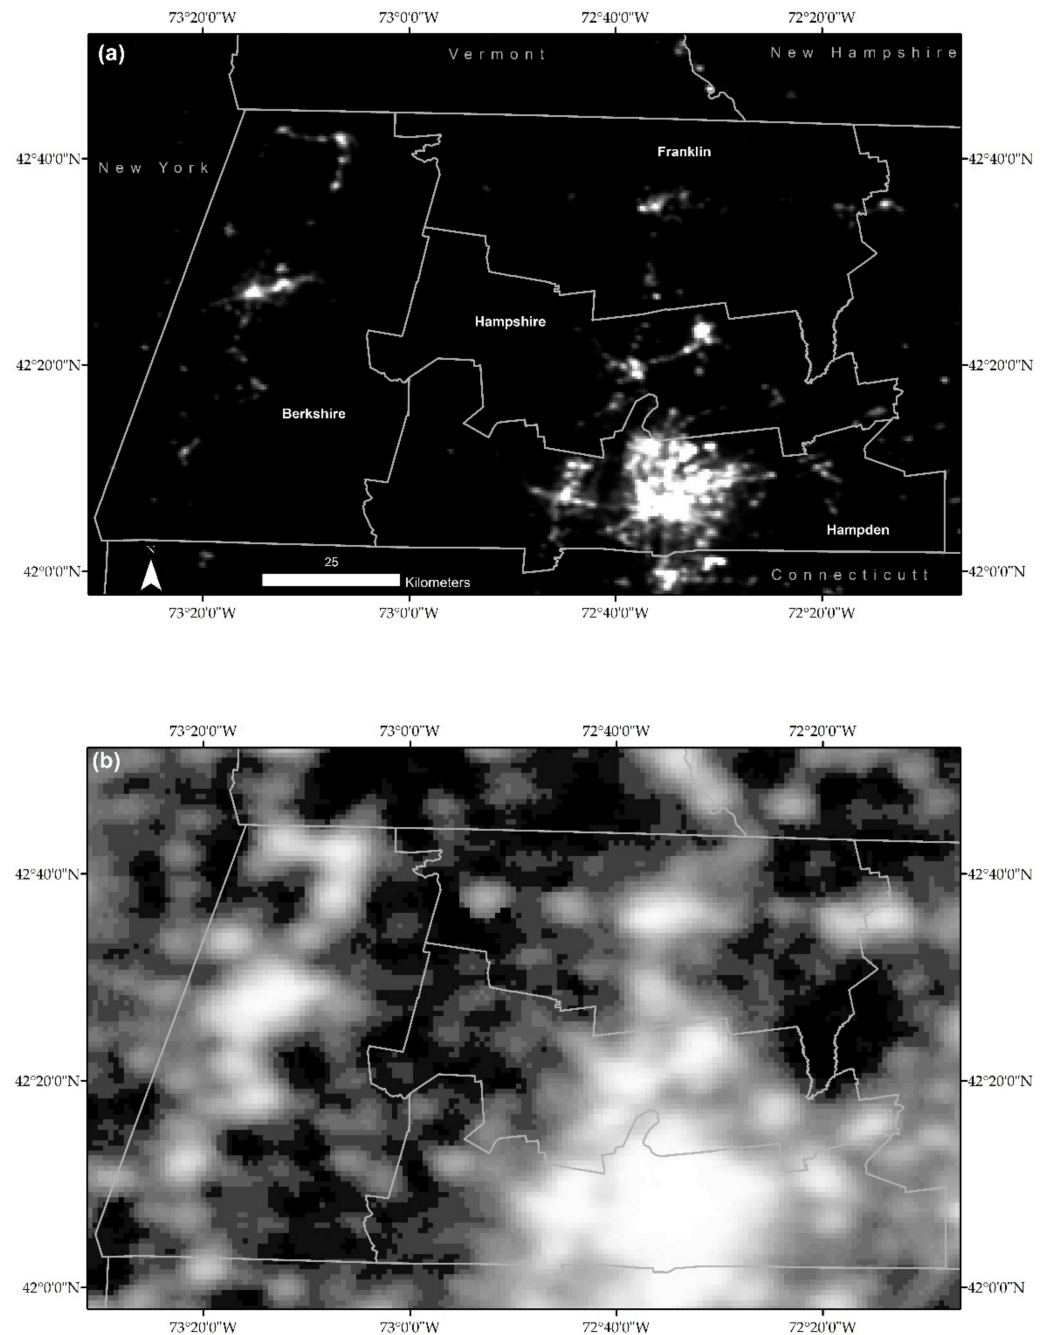 73°20'0"W 73°0'0"W 72°40'0"W 72°20'0"W
(a)
Vermont
New Hampshire
42°40'0"N
New York
Franklin
42°40'0"N
Hampshire
42°20'0"N
42°20'0"N
Berkshire
Hampden
N
25
Kilometers
Connecticutt
42°0'0"N
42°0'0"N
73°20'0"W 73°0'0"W 72°40'0"W 72°20'0"W
73°20'0"W 73°0'0"W 72°40'0"W 72°20'0"W
(b)
42°40'0"N
42°40'0"N
42°20'0"N
42°20'0"N
42°0'0"N
42°0'0"N
73°20'0"W 73°0'0"W 72°40'0"W 72°20'0"W